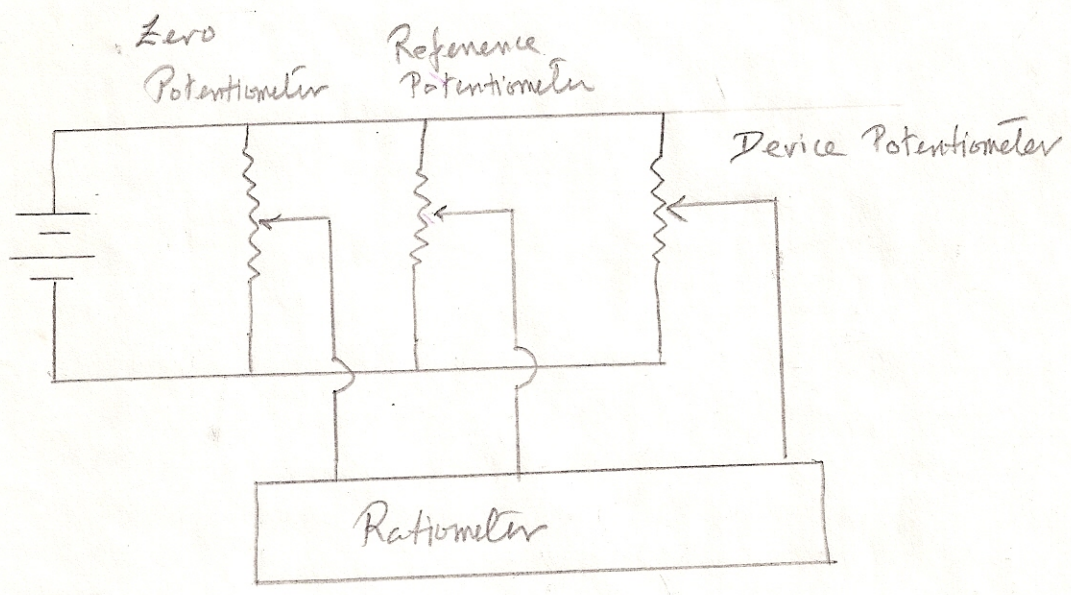 Zero
Potentiometer
Reference
Potentiometer
Device Potentiometer
Ratiometer